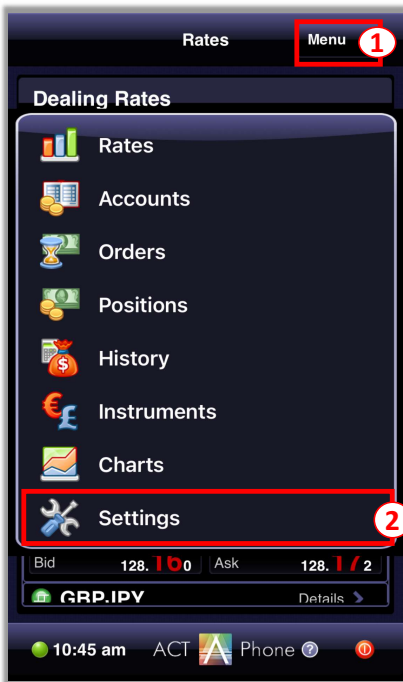 Rates
Menu
1
Dealing Rates
Rates
Accounts
Orders
Positions
History
Instruments
Charts
Settings
2
Bid 128.160 Ask 128.172
GBP.JPY Details
10:45 am ACT Phone ?